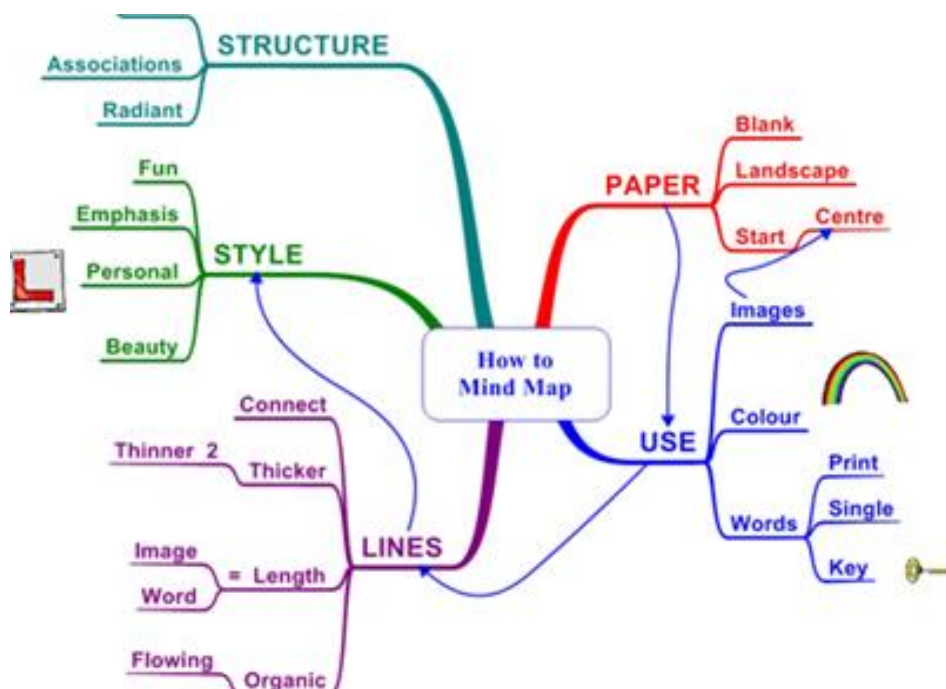 STRUCTURE
Associations
Radiant
Fun
Emphasis
STYLE
Personal
Beauty
PAPER
Blank
Landscape
Start
Centre
How to
Mind Map
Images
USE
Colour
Words
Print
Single
Key
Connect
Thinner 2
Thicker
LINES
Image
= Length
Word
Flowing
Organic
L